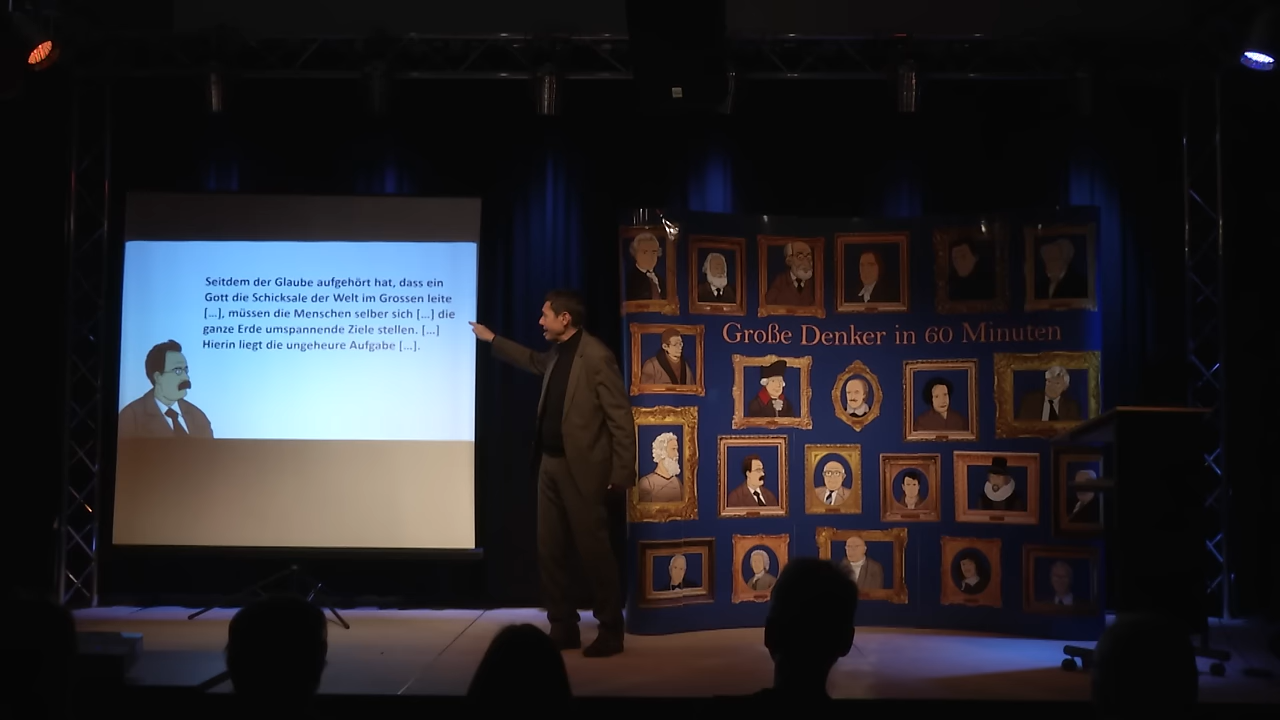 Seitdem der Glaube aufgehört hat, dass ein
Gott die Schicksale der Welt im Grossen leite
[...], müssen die Menschen selber sich [...] die
ganze Erde umspannende Ziele stellen. [...]
Hierin liegt die ungeheure Aufgabe [...].
Große Denker in 60 Minuten